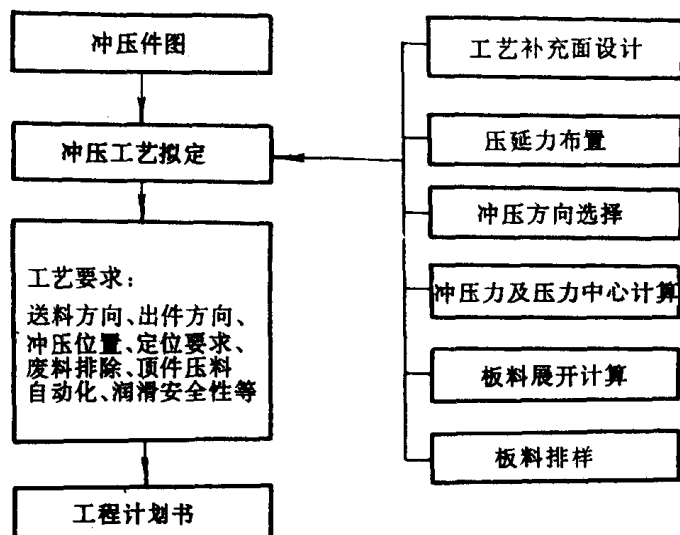 冲压件图
冲压工艺拟定
工艺要求：
送料方向、出件方向、
冲压位置、定位要求、
废料排除、顶件压料
自动化、润滑安全性等
工程计划书
工艺补充面设计
压延力布置
冲压方向选择
冲压力及压力中心计算
板料展开计算
板料排样